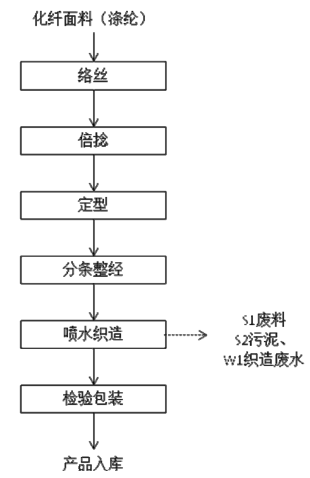 化纤面料（涤纶）
络丝
倍捻
定型
分条整经
喷水织造
S1废料
S2污泥、
W1织造废水
检验包装
产品入库